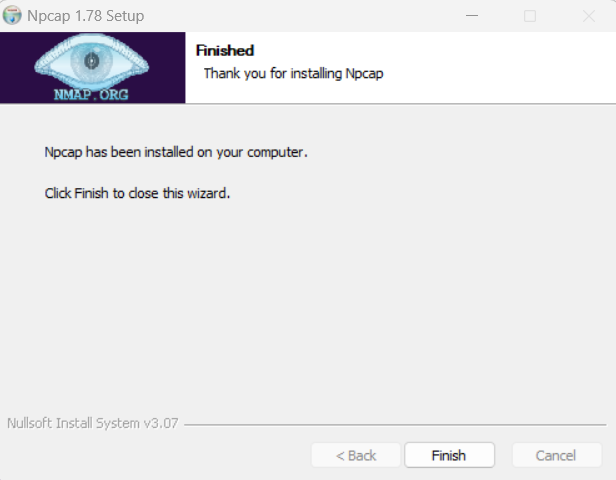 Npcap 1.78 Setup
NMAP.ORG
Finished
Thank you for installing Npcap
Npcap has been installed on your computer.
Click Finish to close this wizard.
Nullsoft Install System v3.07
< Back
Finish
Cancel